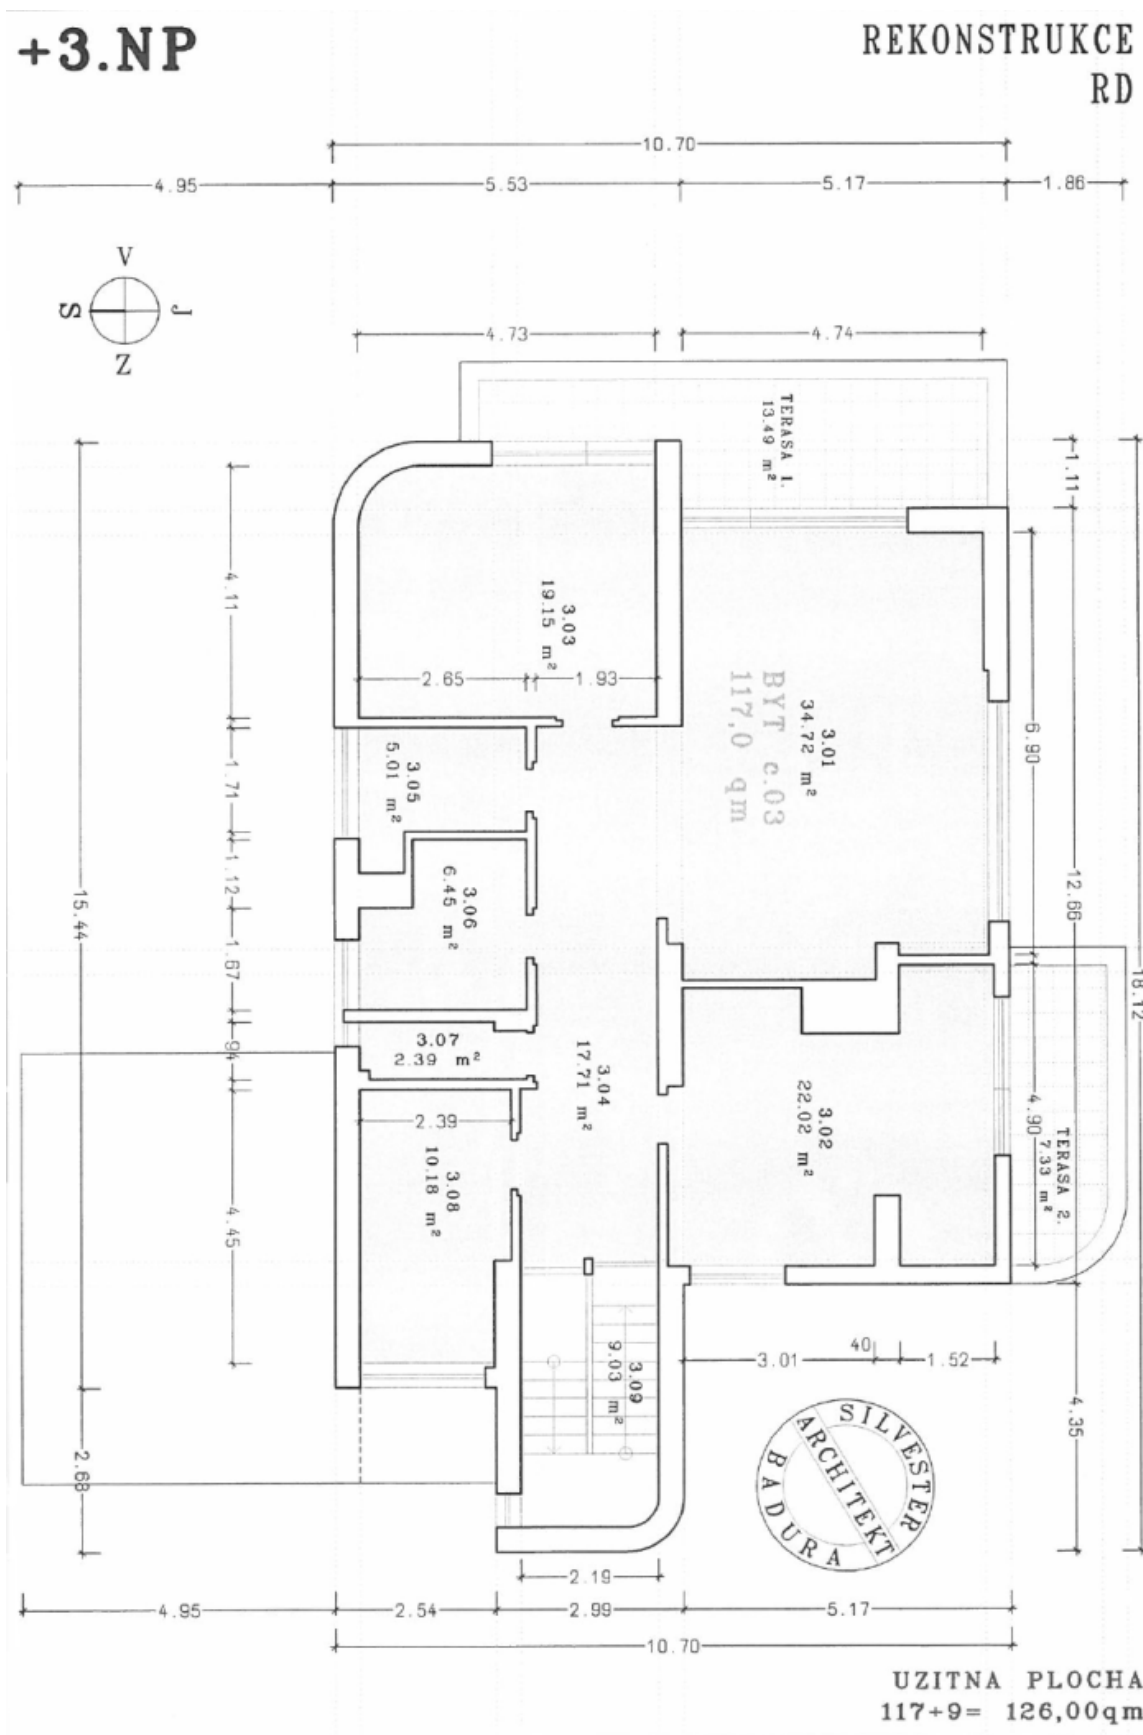 +3.NP
REKONSTRUKCE
RD
10.70
4.95
5.53
5.17
1.86
V
S
J
Z
4.73
4.74
TERASA 1.
13.49 m²
1.11
4.11
3.03
19.15 m²
2.65
1.93
BYT c.03
117,0 qm
3.01
34.72 m²
6.90
1.71
3.05
5.01 m²
12.66
1.12
3.06
6.45 m²
15.44
1.67
18.12
.94
3.07
2.39 m²
3.04
17.71 m²
2.39
3.02
22.02 m²
4.90
TERASA 2.
7.33 m²
3.08
10.18 m²
4.45
3.09
9.03 m²
3.01
40
1.52
4.35
2.68
SILVESTER
ARCHITEKT
BADURA
2.19
4.95
2.54
2.99
5.17
10.70
UZITNA PLOCHA
117+9= 126,00qm